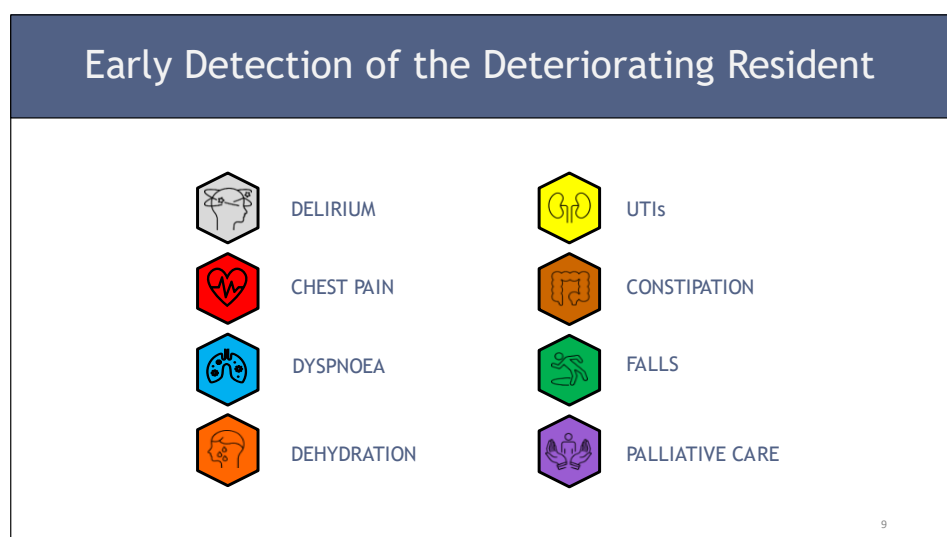 Early Detection of the Deteriorating Resident
DELIRIUM
CHEST PAIN
DYSPNOEA
DEHYDRATION
UTIs
CONSTIPATION
FALLS
PALLIATIVE CARE
9